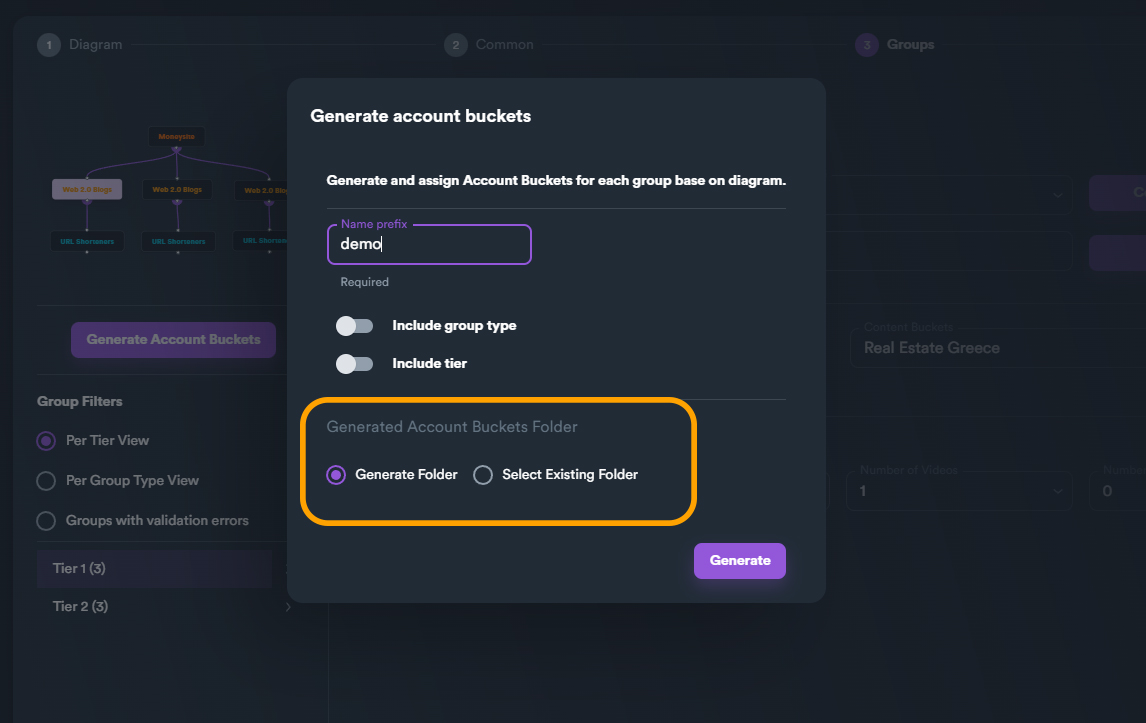 1 Diagram
2 Common
3 Groups
Generate account buckets
Moneysite
Web 2.0 Blogs
Web 2.0 Blogs
Web 2.0
URL Shorteners
URL Shorteners
URL
Generate and assign Account Buckets for each group base on diagram.
Name prefix
demo
Required
Include group type
Include tier
Generate Account Buckets
Content Buckets
Real Estate Greece
Group Filters
Per Tier View
Per Group Type View
Groups with validation errors
Generated Account Buckets Folder
Generate Folder
Select Existing Folder
Number of Videos
1
0
Generate
Tier 1 (3)
Tier 2 (3)